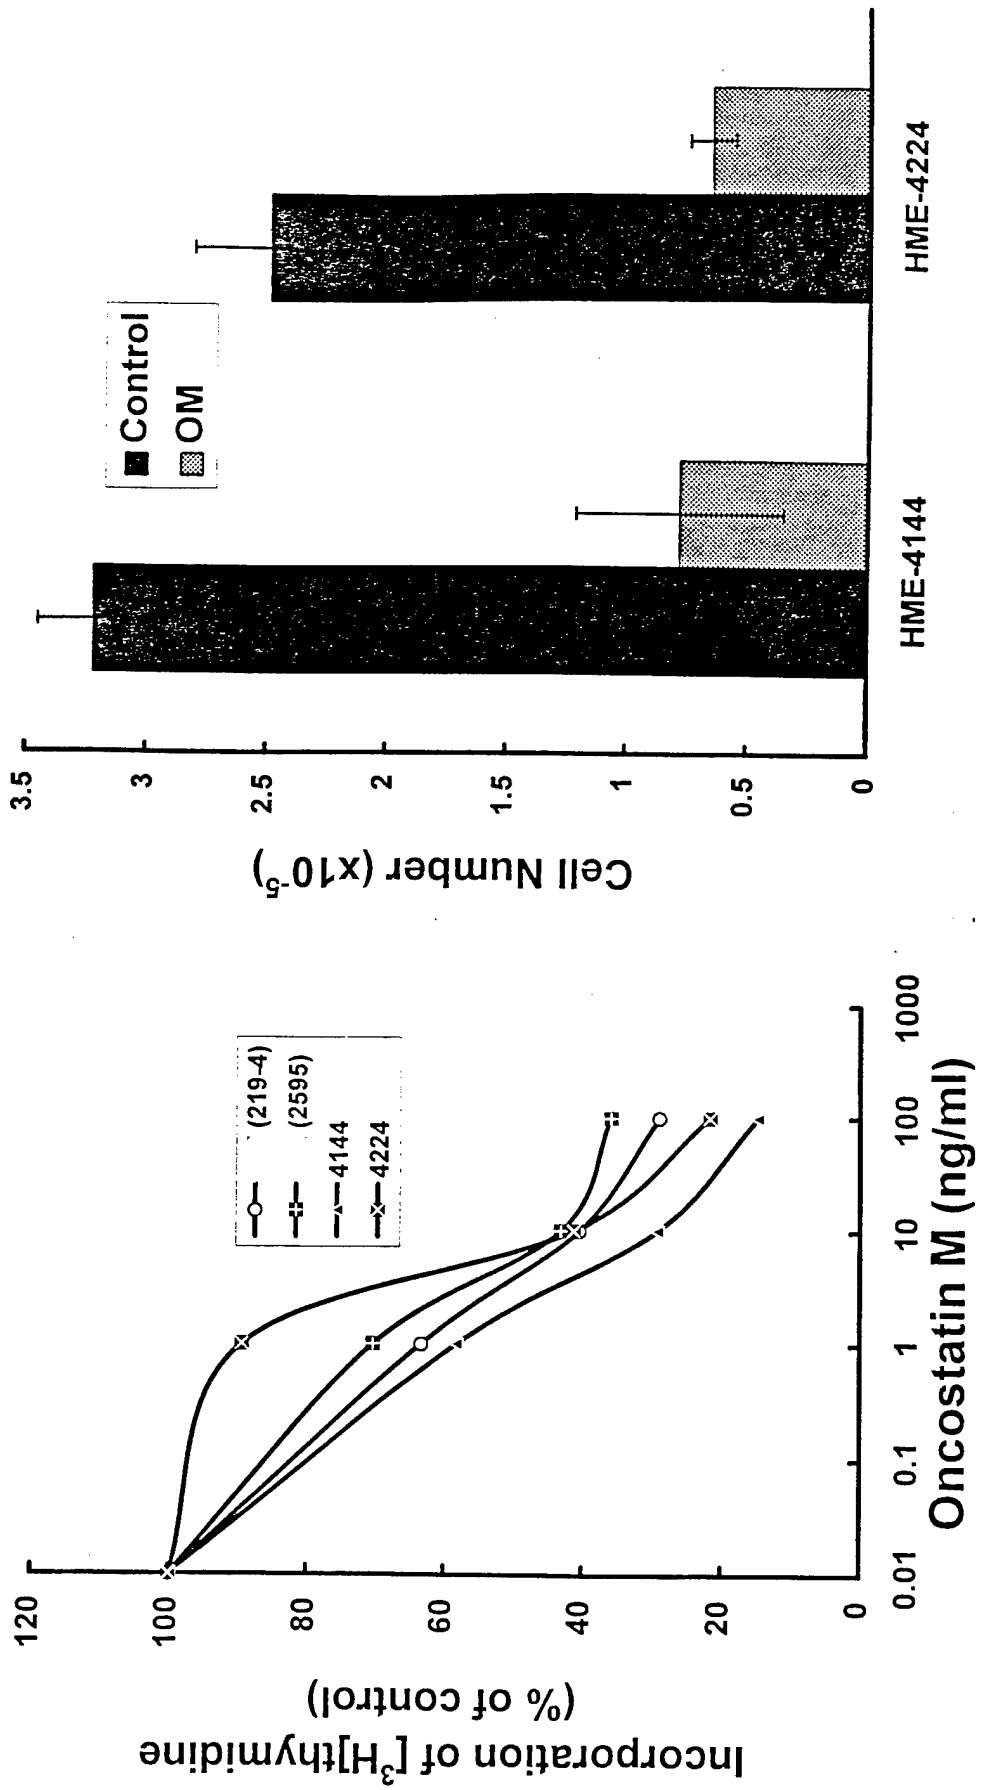 120
100
80
60
40
20
0
Incorporation of [³H]thymidine
(% of control)
0.01 0.1 1 10 100 1000
Oncostatin M (ng/ml)
(219-4)
(2595)
4144
4224
3.5
3
2.5
2
1.5
1
0.5
0
Cell Number (x10⁻⁵)
Control
OM
HME-4144 HME-4224